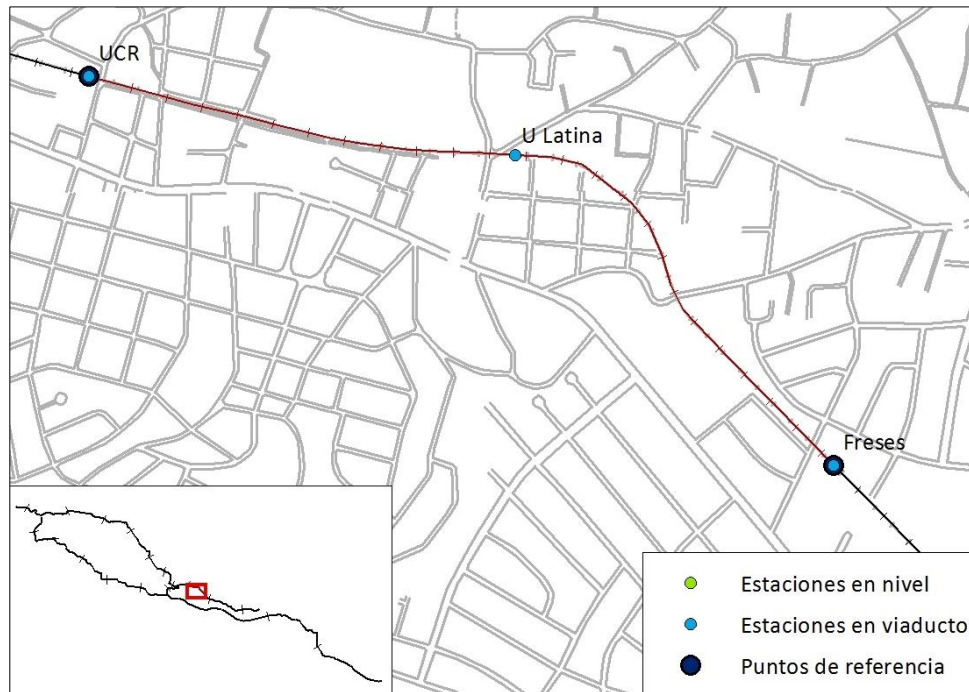 UCR
U Latina
Freses
Estaciones en nivel
Estaciones en viaducto
Puntos de referencia